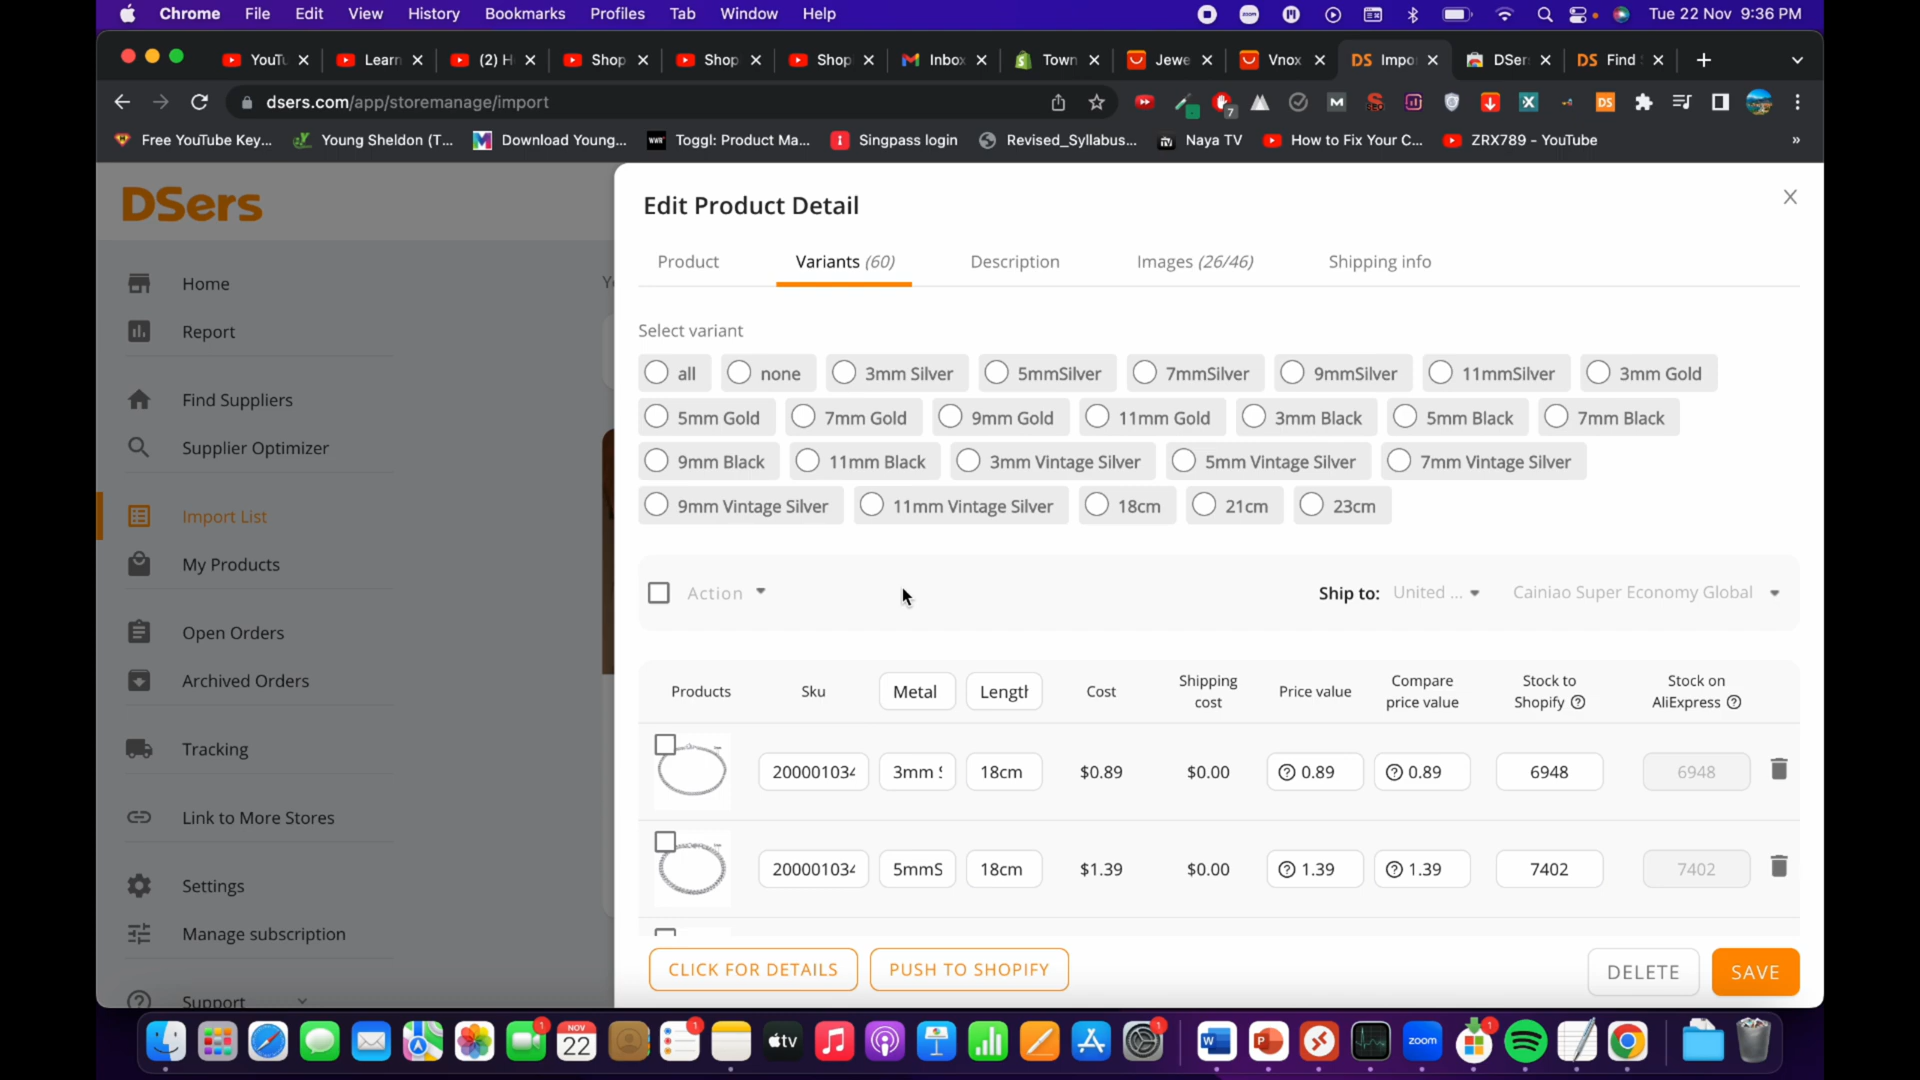 Chrome File Edit View History Bookmarks Profiles Tab Window Help Tue 22 Nov 9:36 PM
YouTu Learn (2) H Shop Shop Shop Inbox Town Jewe Vnox DS Impo DSer DS Find
dsers.com/app/storemanage/import
Free YouTube Key... Young Sheldon (T... Download Young... Toggl: Product Ma... Singpass login Revised_Syllabus... Naya TV How to Fix Your C... ZRX789 - YouTube »
DSers
Home
Report
Find Suppliers
Supplier Optimizer
Import List
My Products
Open Orders
Archived Orders
Tracking
Link to More Stores
Settings
Manage subscription
Support
Edit Product Detail
Product Variants (60) Description Images (26/46) Shipping info
Select variant
all none 3mm Silver 5mmSilver 7mmSilver 9mmSilver 11mmSilver 3mm Gold
5mm Gold 7mm Gold 9mm Gold 11mm Gold 3mm Black 5mm Black 7mm Black
9mm Black 11mm Black 3mm Vintage Silver 5mm Vintage Silver 7mm Vintage Silver
9mm Vintage Silver 11mm Vintage Silver 18cm 21cm 23cm
Action Ship to: United ... Cainiao Super Economy Global
Products Sku Metal Length Cost Shipping cost Price value Compare price value Stock to Shopify Stock on AliExpress
200001034 3mm S 18cm $0.89 $0.00 0.89 0.89 6948 6948
200001034 5mmS 18cm $1.39 $0.00 1.39 1.39 7402 7402
CLICK FOR DETAILS PUSH TO SHOPIFY DELETE SAVE
NOV
22
tv
zoom